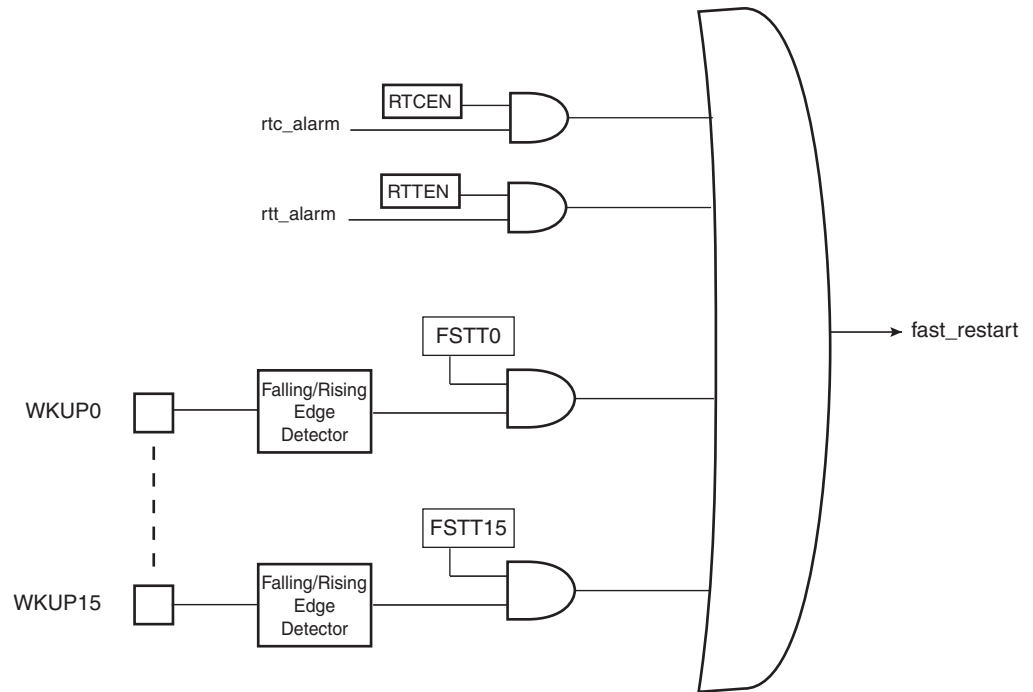 RTCEN
rtc_alarm
RTTEN
rtt_alarm
FSTT0
fast_restart
WKUP0
Falling/Rising
Edge
Detector
FSTT15
WKUP15
Falling/Rising
Edge
Detector